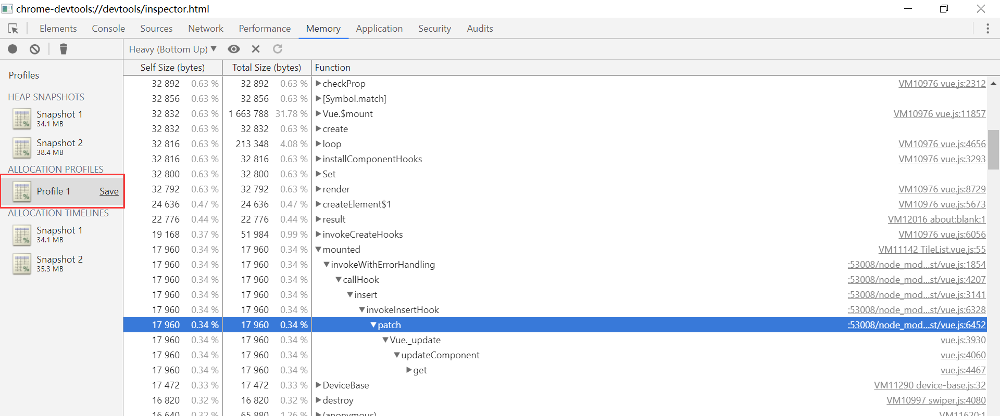 chrome-devtools://devtools/inspector.html
Elements Console Sources Network Performance Memory Application Security Audits
Heavy (Bottom Up)
Profiles
HEAP SNAPSHOTS
Snapshot 1
34.1 MB
Snapshot 2
38.4 MB
ALLOCATION PROFILES
Profile 1 Save
ALLOCATION TIMELINES
Snapshot 1
34.1 MB
Snapshot 2
35.3 MB
Self Size (bytes) Total Size (bytes) Function
32 892 0.63 % 32 892 0.63 % checkProp VM10976 vue.js:2312
32 856 0.63 % 32 856 0.63 % [Symbol.match]
32 832 0.63 % 1 663 788 31.78 % Vue.$mount VM10976 vue.js:11857
32 832 0.63 % 32 832 0.63 % create
32 816 0.63 % 213 348 4.08 % loop VM10976 vue.js:4656
32 816 0.63 % 32 816 0.63 % installComponentHooks VM10976 vue.js:3293
32 800 0.63 % 32 800 0.63 % Set
32 792 0.63 % 32 792 0.63 % render VM10976 vue.js:8729
24 636 0.47 % 24 636 0.47 % createElement$1 VM10976 vue.js:5673
22 776 0.44 % 22 776 0.44 % result VM12016 about:blank:1
19 168 0.37 % 51 984 0.99 % invokeCreateHooks VM10976 vue.js:6056
17 960 0.34 % 17 960 0.34 % mounted VM11142 TileList.vue.js:55
17 960 0.34 % 17 960 0.34 % invokeWithErrorHandling :53008/node_mod...st/vue.js:1854
17 960 0.34 % 17 960 0.34 % callHook :53008/node_mod...st/vue.js:4207
17 960 0.34 % 17 960 0.34 % insert :53008/node_mod...st/vue.js:3141
17 960 0.34 % 17 960 0.34 % invokeInsertHook :53008/node_mod...st/vue.js:6328
17 960 0.34 % 17 960 0.34 % patch :53008/node_mod...st/vue.js:6452
17 960 0.34 % 17 960 0.34 % Vue._update vue.js:3930
17 960 0.34 % 17 960 0.34 % updateComponent vue.js:4060
17 960 0.34 % 17 960 0.34 % get vue.js:4467
17 472 0.33 % 17 472 0.33 % DeviceBase VM11290 device-base.js:32
16 820 0.32 % 16 820 0.32 % destroy VM10997 swiper.js:4080
16 640 0.32 % 65 880 1.26 % (anonymous) VM11620:1